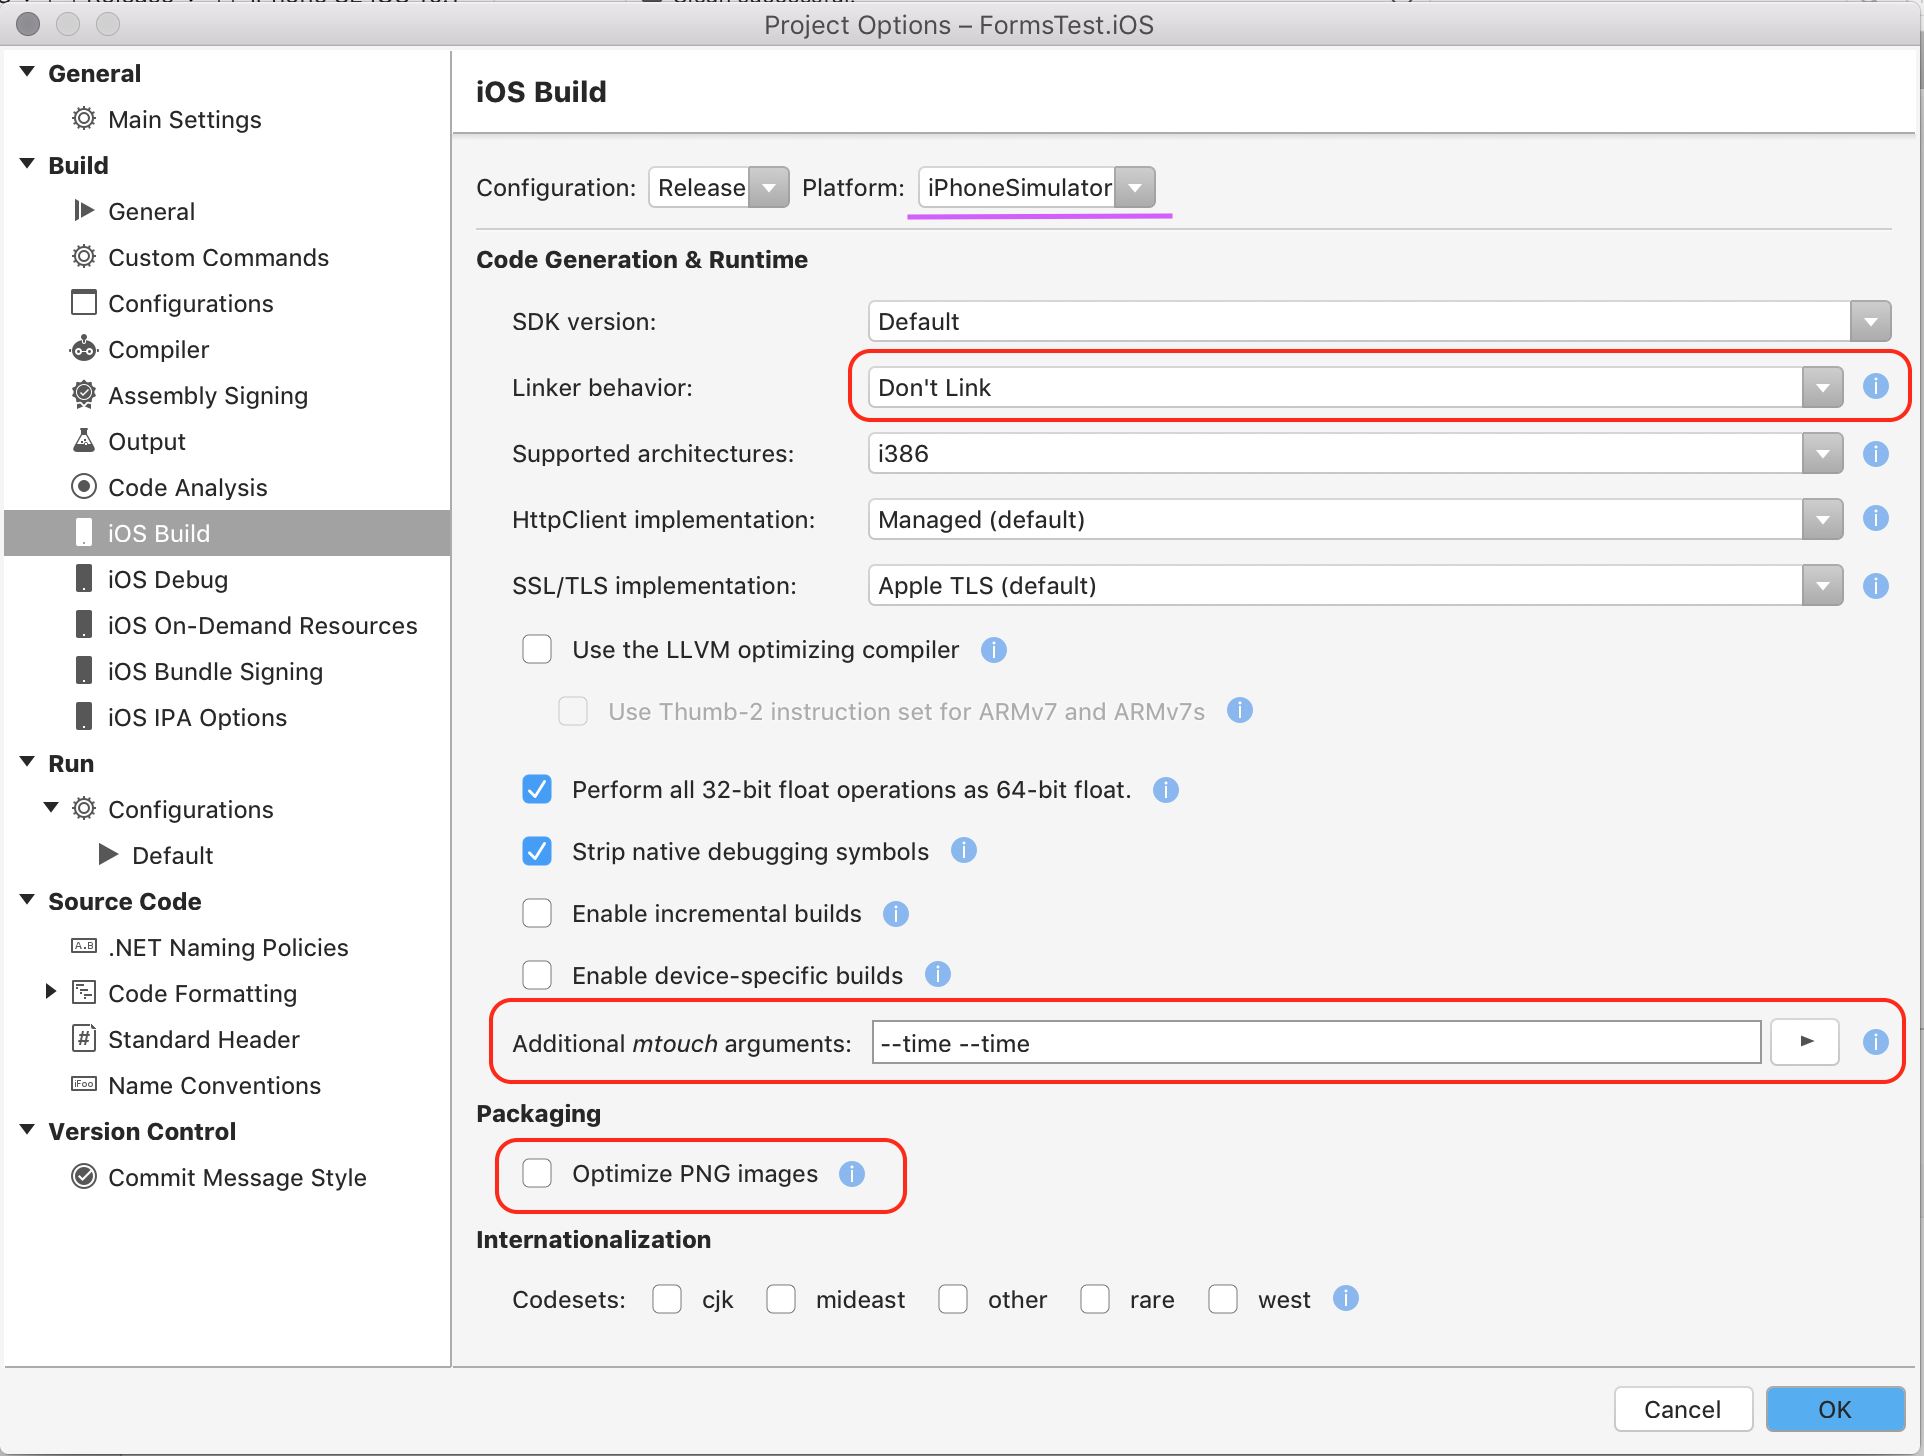 Project Options – FormsTest.iOS
General
Main Settings
Build
General
Custom Commands
Configurations
Compiler
Assembly Signing
Output
Code Analysis
iOS Build
iOS Debug
iOS On-Demand Resources
iOS Bundle Signing
iOS IPA Options
Run
Configurations
Default
Source Code
.NET Naming Policies
Code Formatting
Standard Header
Name Conventions
Version Control
Commit Message Style
iOS Build
Configuration: Release Platform: iPhoneSimulator
Code Generation & Runtime
SDK version: Default
Linker behavior: Don't Link
Supported architectures: i386
HttpClient implementation: Managed (default)
SSL/TLS implementation: Apple TLS (default)
Use the LLVM optimizing compiler
Use Thumb-2 instruction set for ARMv7 and ARMv7s
Perform all 32-bit float operations as 64-bit float.
Strip native debugging symbols
Enable incremental builds
Enable device-specific builds
Additional mtouch arguments: --time --time
Packaging
Optimize PNG images
Internationalization
Codesets: cjk mideast other rare west
Cancel OK